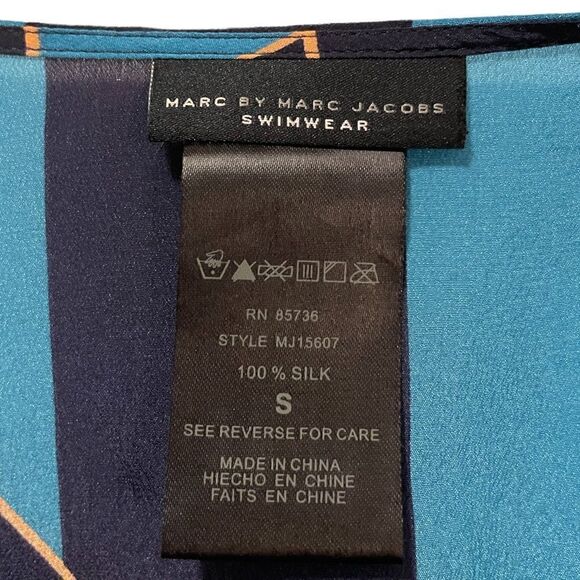 MARC BY MARC JACOBS
SWIMWEAR
RN 85736
STYLE MJ15607
100 % SILK
S
SEE REVERSE FOR CARE
MADE IN CHINA
HIECHO EN CHINE
FAITS EN CHINE